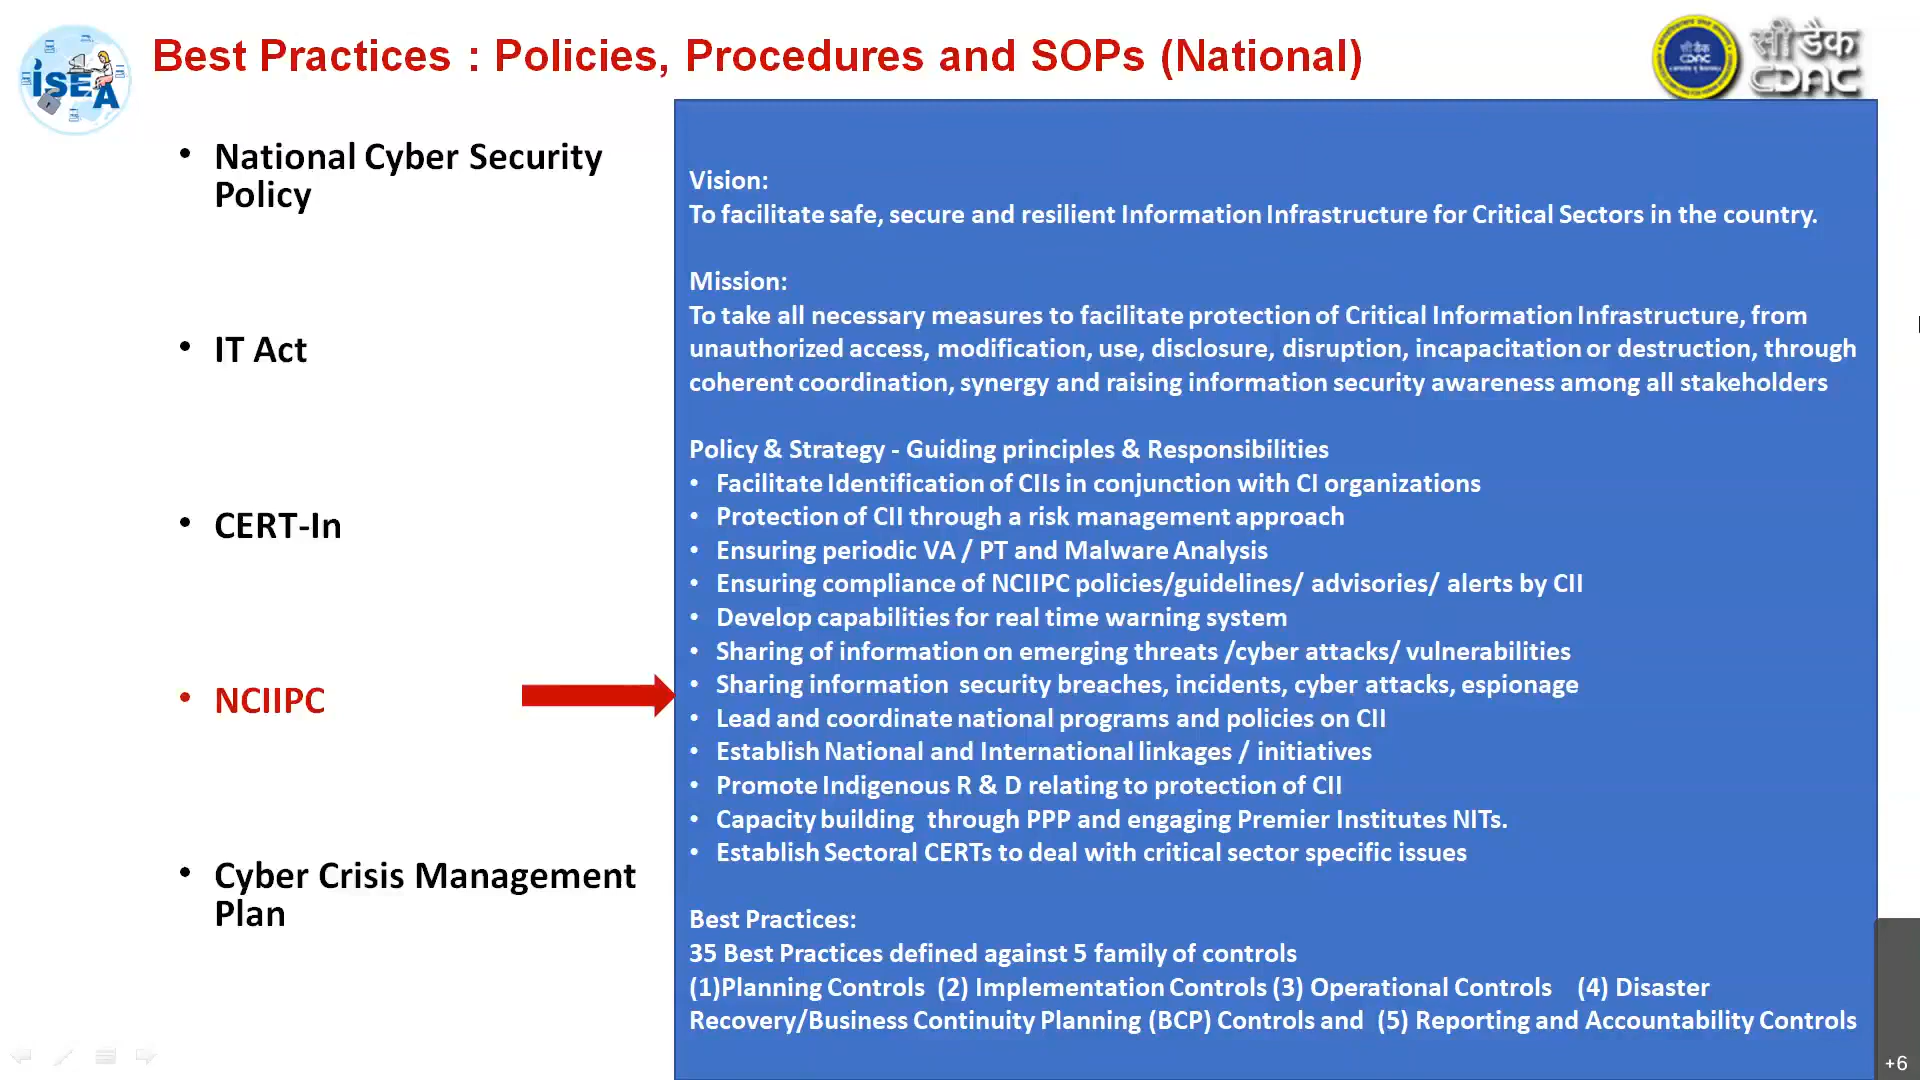 Best Practices : Policies, Procedures and SOPs (National)
iSEA
सी डैक
CDAC
सी डैक
CDAC
• National Cyber Security
Policy
• IT Act
• CERT-In
• NCIIPC
• Cyber Crisis Management
Plan
Vision:
To facilitate safe, secure and resilient Information Infrastructure for Critical Sectors in the country.
Mission:
To take all necessary measures to facilitate protection of Critical Information Infrastructure, from
unauthorized access, modification, use, disclosure, disruption, incapacitation or destruction, through
coherent coordination, synergy and raising information security awareness among all stakeholders
Policy & Strategy - Guiding principles & Responsibilities
• Facilitate Identification of CIIs in conjunction with CI organizations
• Protection of CII through a risk management approach
• Ensuring periodic VA / PT and Malware Analysis
• Ensuring compliance of NCIIPC policies/guidelines/ advisories/ alerts by CII
• Develop capabilities for real time warning system
• Sharing of information on emerging threats /cyber attacks/ vulnerabilities
• Sharing information  security breaches, incidents, cyber attacks, espionage
• Lead and coordinate national programs and policies on CII
• Establish National and International linkages / initiatives
• Promote Indigenous R & D relating to protection of CII
• Capacity building  through PPP and engaging Premier Institutes NITs.
• Establish Sectoral CERTs to deal with critical sector specific issues
Best Practices:
35 Best Practices defined against 5 family of controls
(1)Planning Controls  (2) Implementation Controls (3) Operational Controls    (4) Disaster
Recovery/Business Continuity Planning (BCP) Controls and  (5) Reporting and Accountability Controls
+6